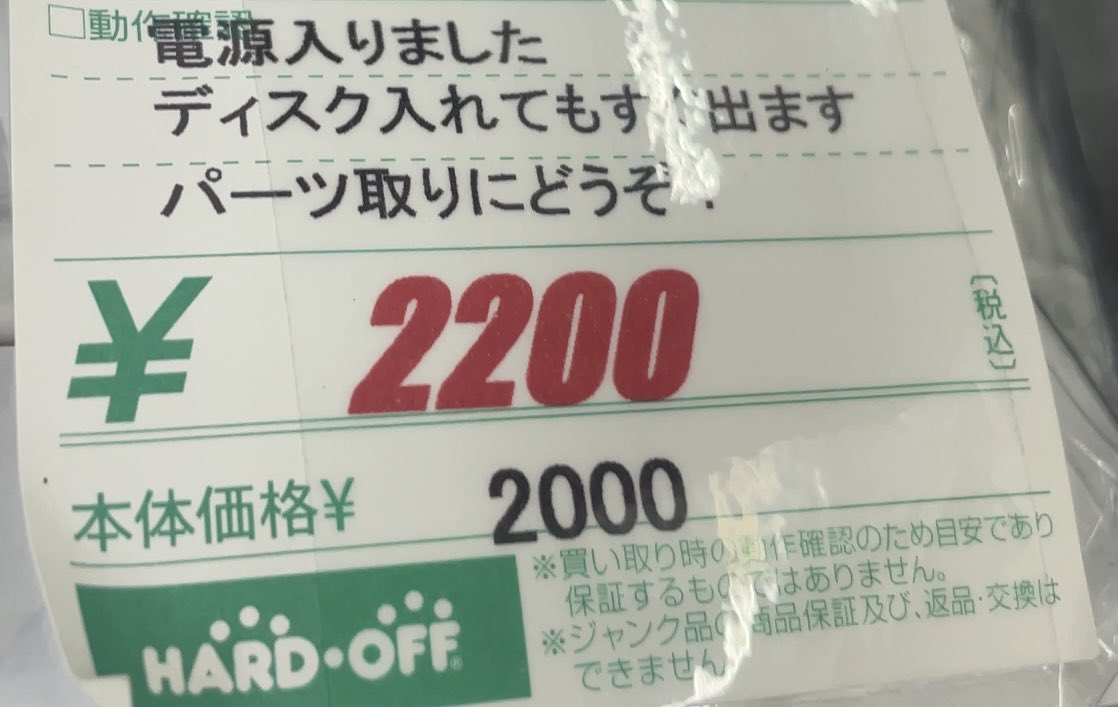 □動作確認
電源入りました
ディスク入れてもす 出ます
パーツ取りにどうぞ!
¥ 2200 [税込]
本体価格¥ 2000
※買い取り時の動作確認のため目安であり
保証するものではありません。
※ジャンク品の商品保証及び、返品・交換は
できません
HARD・OFF®